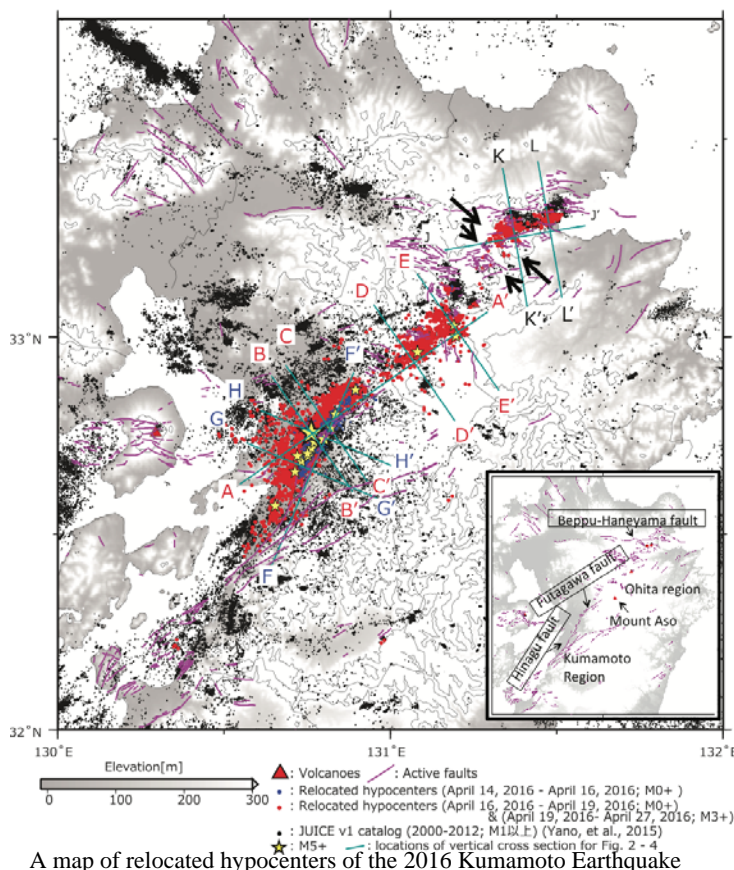 K
L
J
J'
E
D
A'
33°N
C
F'
K'
L'
B
H
E'
G
D'
H'
A
C'
B'
G'
F
Beppu-Haneyama fault
Futagawa fault
Ohita region
Mount Aso
Hinagu fault
Kumamoto
Region
32°N
130°E
131°E
132°E
Elevation[m]
0 100 200 300
: Volcanoes : Active faults
: Relocated hypocenters (April 14, 2016 - April 16, 2016; M0+ )
: Relocated hypocenters (April 16, 2016 - April 19, 2016; M0+)
& (April 19, 2016- April 27, 2016; M3+)
: JUICE v1 catalog (2000-2012; M1以上) (Yano, et al., 2015)
: M5+ : locations of vertical cross section for Fig. 2 - 4
A map of relocated hypocenters of the 2016 Kumamoto Earthquake